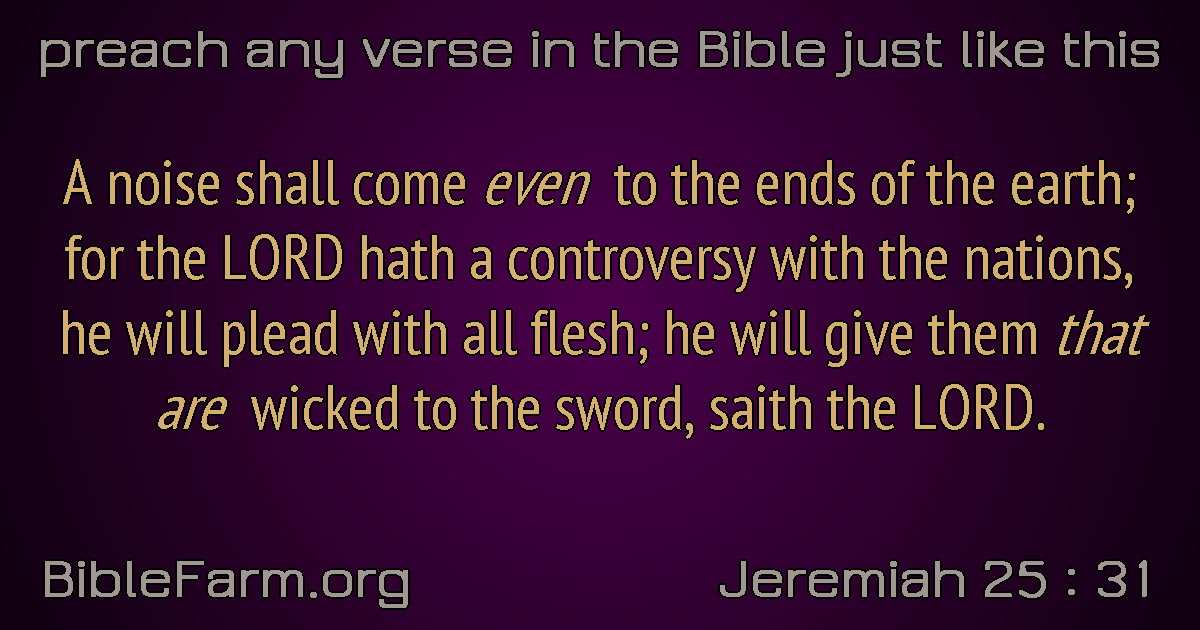 preach any verse in the Bible just like this
A noise shall come even to the ends of the earth;
for the LORD hath a controversy with the nations,
he will plead with all flesh; he will give them that
are wicked to the sword, saith the LORD.
BibleFarm.org
Jeremiah 25 : 31